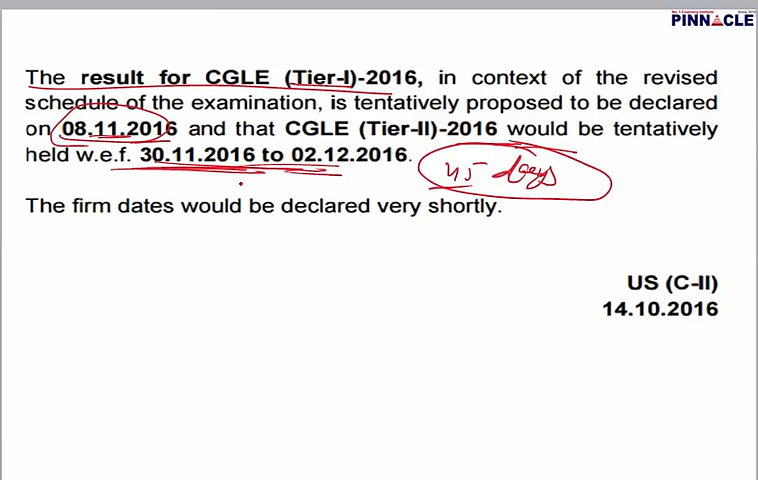 PINNACLE
The result for CGLE (Tier-I)-2016, in context of the revised
schedule of the examination, is tentatively proposed to be declared
on 08.11.2016 and that CGLE (Tier-II)-2016 would be tentatively
held w.e.f. 30.11.2016 to 02.12.2016.
45 days
The firm dates would be declared very shortly.
US (C-II)
14.10.2016